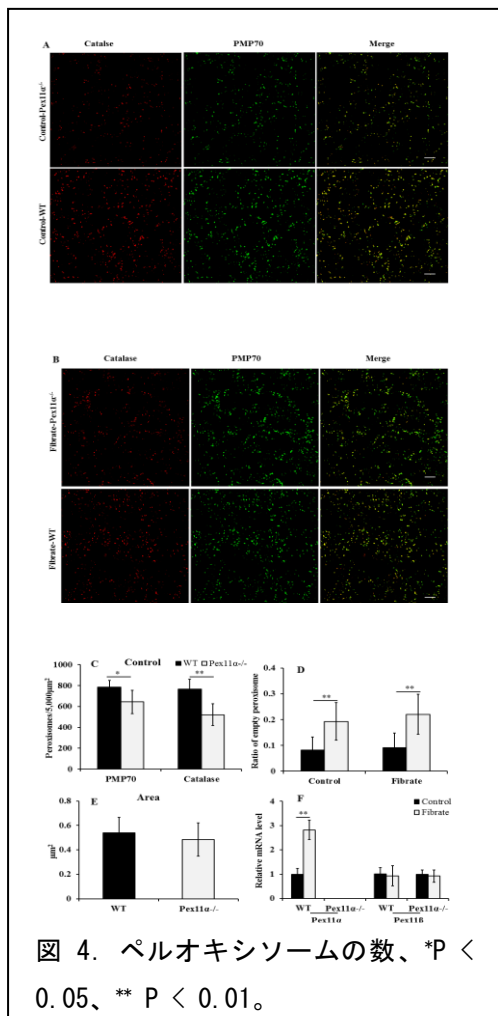 A
Catalse PMP70 Merge
Control-Pex11α-/-
Control-WT
B
Catalase PMP70 Merge
Fibrate-Pex11α-/-
Fibrate-WT
C Control
WT Pex11α-/-
Peroxisomes/5,000μm²
1000
800
600
400
200
0
* **
PMP70 Catalase
D
Ratio of empty peroxisome
0.4
0.3
0.2
0.1
0
** **
Control Fibrate
E Area
μm²
0.8
0.6
0.4
0.2
0
WT Pex11α-/-
F
Control
Fibrate
Relative mRNA level
4
3
2
1
0
**
WT Pex11α-/- WT Pex11α-/-
Pex11α Pex11β
図 4. ペルオキシソームの数、*P <
0.05、** P < 0.01。